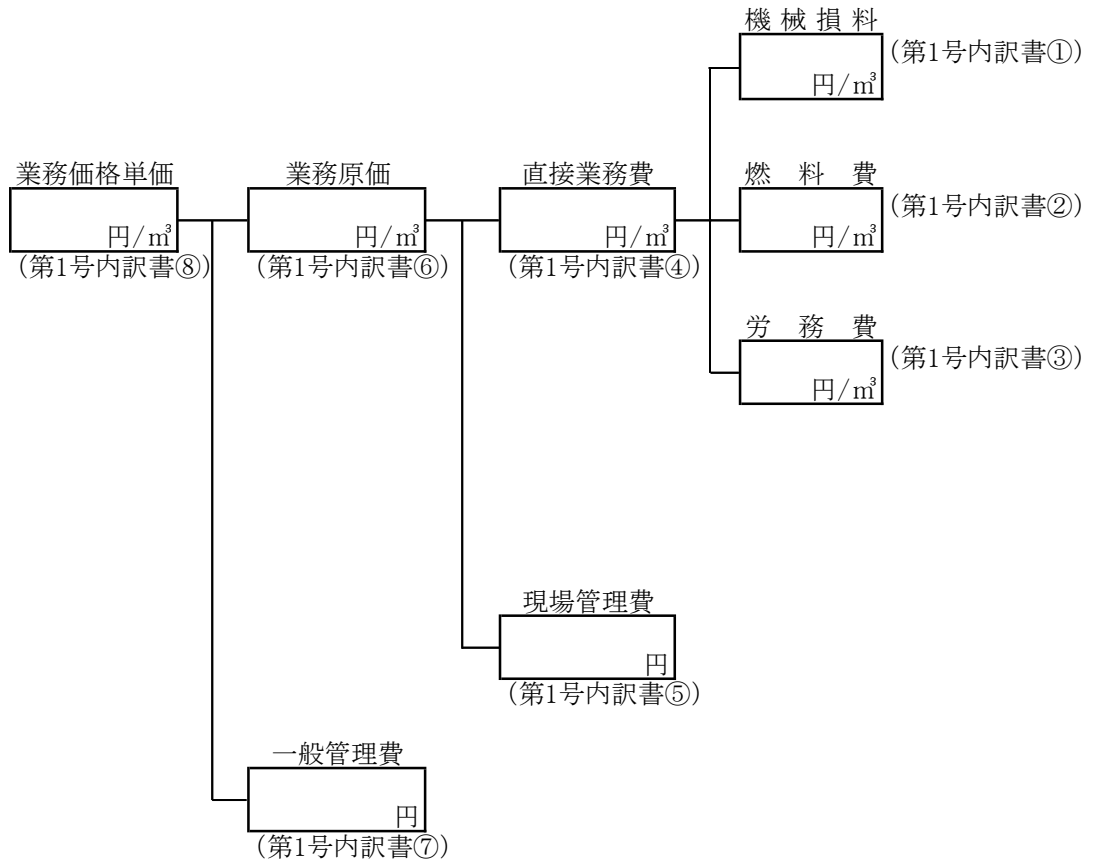 機械損料
円/㎥
(第1号内訳書①)
業務価格単価
円/㎥
(第1号内訳書⑧)
業務原価
円/㎥
(第1号内訳書⑥)
直接業務費
円/㎥
(第1号内訳書④)
燃料費
円/㎥
(第1号内訳書②)
労務費
円/㎥
(第1号内訳書③)
現場管理費
円
(第1号内訳書⑤)
一般管理費
円
(第1号内訳書⑦)